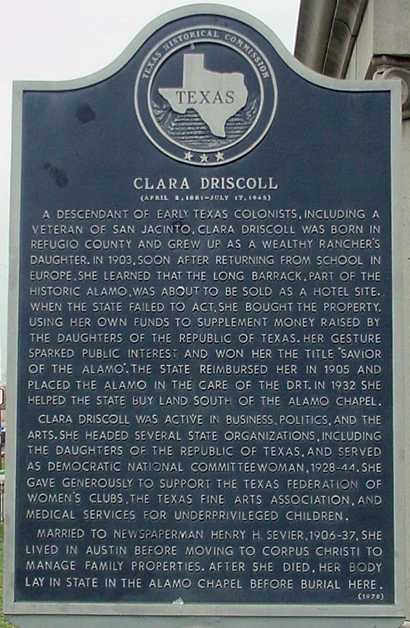 TEXAS HISTORICAL COMMISSION
TEXAS
CLARA DRISCOLL
(APRIL 2, 1881-JULY 17, 1945)
A DESCENDANT OF EARLY TEXAS COLONISTS, INCLUDING A
VETERAN OF SAN JACINTO, CLARA DRISCOLL WAS BORN IN
REFUGIO COUNTY AND GREW UP AS A WEALTHY RANCHER'S
DAUGHTER. IN 1903, SOON AFTER RETURNING FROM SCHOOL IN
EUROPE, SHE LEARNED THAT THE LONG BARRACK, PART OF THE
HISTORIC ALAMO, WAS ABOUT TO BE SOLD AS A HOTEL SITE.
WHEN THE STATE FAILED TO ACT, SHE BOUGHT THE PROPERTY,
USING HER OWN FUNDS TO SUPPLEMENT MONEY RAISED BY
THE DAUGHTERS OF THE REPUBLIC OF TEXAS. HER GESTURE
SPARKED PUBLIC INTEREST AND WON HER THE TITLE "SAVIOR
OF THE ALAMO". THE STATE REIMBURSED HER IN 1905 AND
PLACED THE ALAMO IN THE CARE OF THE DRT. IN 1932 SHE
HELPED THE STATE BUY LAND SOUTH OF THE ALAMO CHAPEL.
CLARA DRISCOLL WAS ACTIVE IN BUSINESS, POLITICS, AND THE
ARTS. SHE HEADED SEVERAL STATE ORGANIZATIONS, INCLUDING
THE DAUGHTERS OF THE REPUBLIC OF TEXAS, AND SERVED
AS DEMOCRATIC NATIONAL COMMITTEEWOMAN, 1928-44. SHE
GAVE GENEROUSLY TO SUPPORT THE TEXAS FEDERATION OF
WOMEN'S CLUBS, THE TEXAS FINE ARTS ASSOCIATION, AND
MEDICAL SERVICES FOR UNDERPRIVILEGED CHILDREN.
MARRIED TO NEWSPAPERMAN HENRY H. SEVIER, 1906-37, SHE
LIVED IN AUSTIN BEFORE MOVING TO CORPUS CHRISTI TO
MANAGE FAMILY PROPERTIES. AFTER SHE DIED, HER BODY
LAY IN STATE IN THE ALAMO CHAPEL BEFORE BURIAL HERE.
(1978)